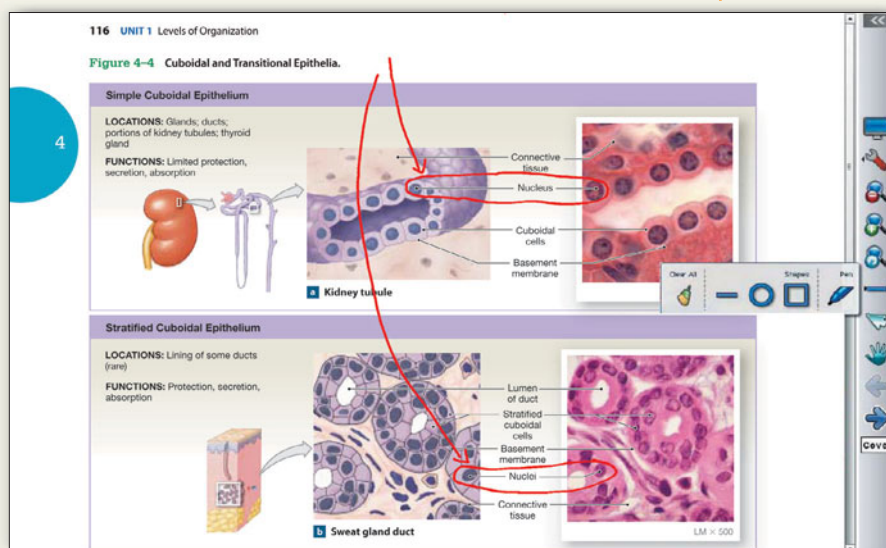 116 UNIT 1 Levels of Organization
Figure 4–4 Cuboidal and Transitional Epithelia.
4
Simple Cuboidal Epithelium
LOCATIONS: Glands; ducts;
portions of kidney tubules; thyroid
gland
FUNCTIONS: Limited protection,
secretion, absorption
Connective
tissue
Nucleus
Cuboidal
cells
Basement
membrane
a Kidney tubule
Clear All
Shapes
Pen
Stratified Cuboidal Epithelium
LOCATIONS: Lining of some ducts
(rare)
FUNCTIONS: Protection, secretion,
absorption
Lumen
of duct
Stratified
cuboidal
cells
Basement
membrane
Nuclei
Connective
tissue
b Sweat gland duct
LM × 500